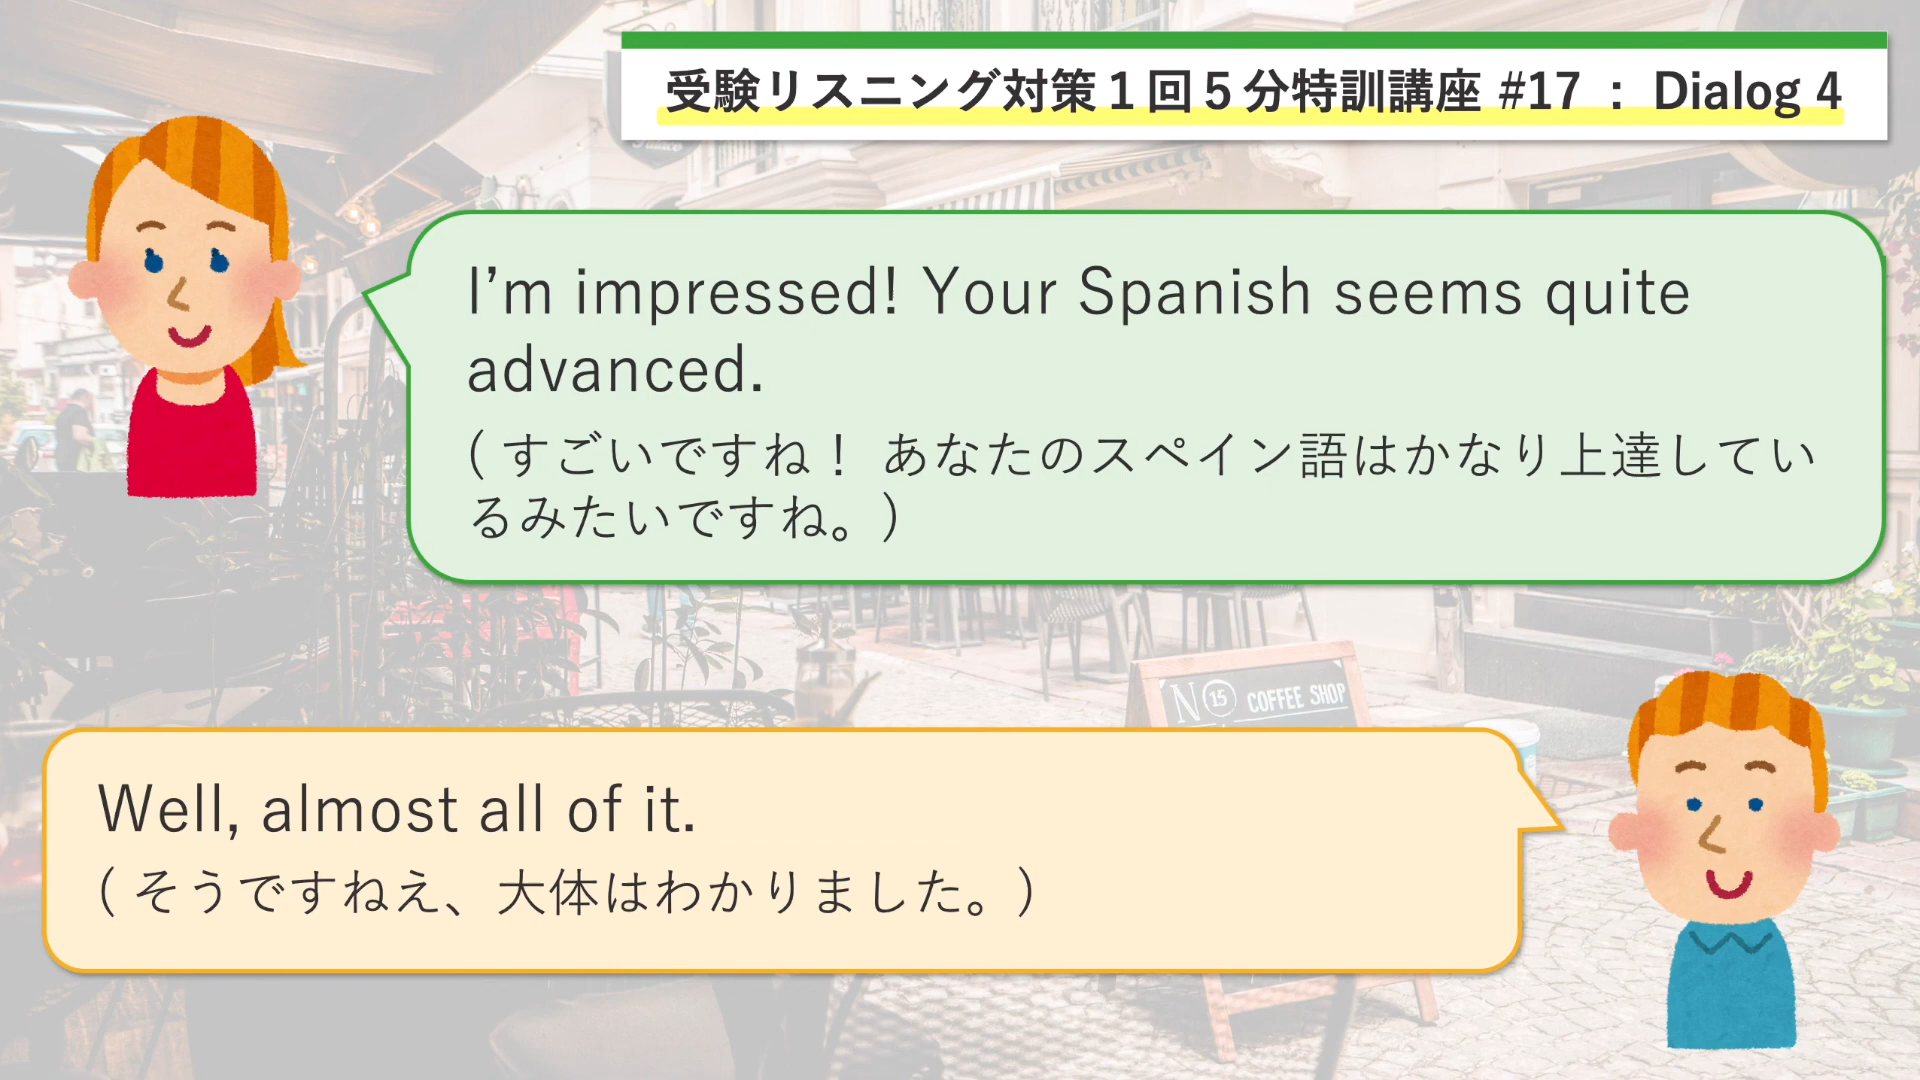 受験リスニング対策１回５分特訓講座 #17 ： Dialog 4
I’m impressed! Your Spanish seems quite
advanced.
( すごいですね！ あなたのスペイン語はかなり上達してい
るみたいですね。)
N 15 COFFEE SHOP
Well, almost all of it.
( そうですねえ、大体はわかりました。)